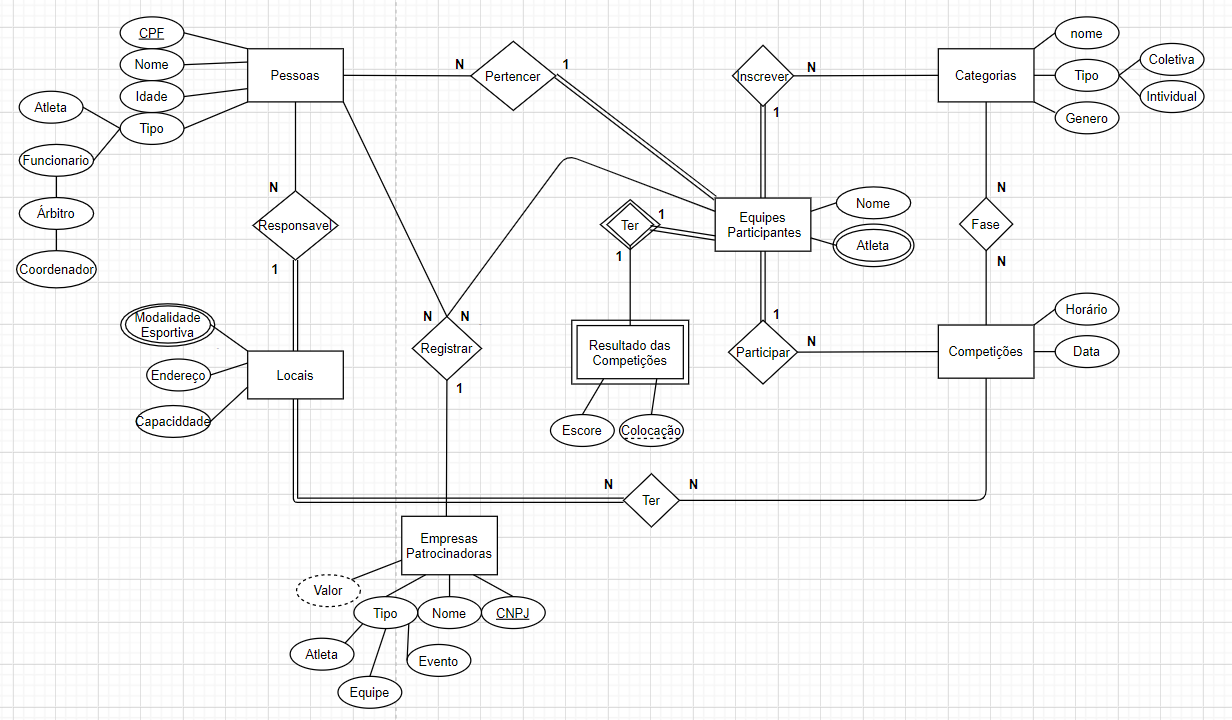 CPF
Nome
Idade
Tipo
Atleta
Funcionario
Árbitro
Coordenador
Pessoas
N
Pertencer
1
Inscrever
N
1
Categorias
nome
Tipo
Genero
Coletiva
Intividual
N
Responsavel
1
Ter
1
1
Equipes
Participantes
Nome
Atleta
N
Fase
N
Modalidade
Esportiva
Endereço
Capaciddade
Locais
N
N
Registrar
1
Resultado das
Competições
Escore
Colocação
1
Participar
N
Competições
Horário
Data
N
Ter
N
Empresas
Patrocinadoras
Valor
Tipo
Nome
CNPJ
Atleta
Equipe
Evento